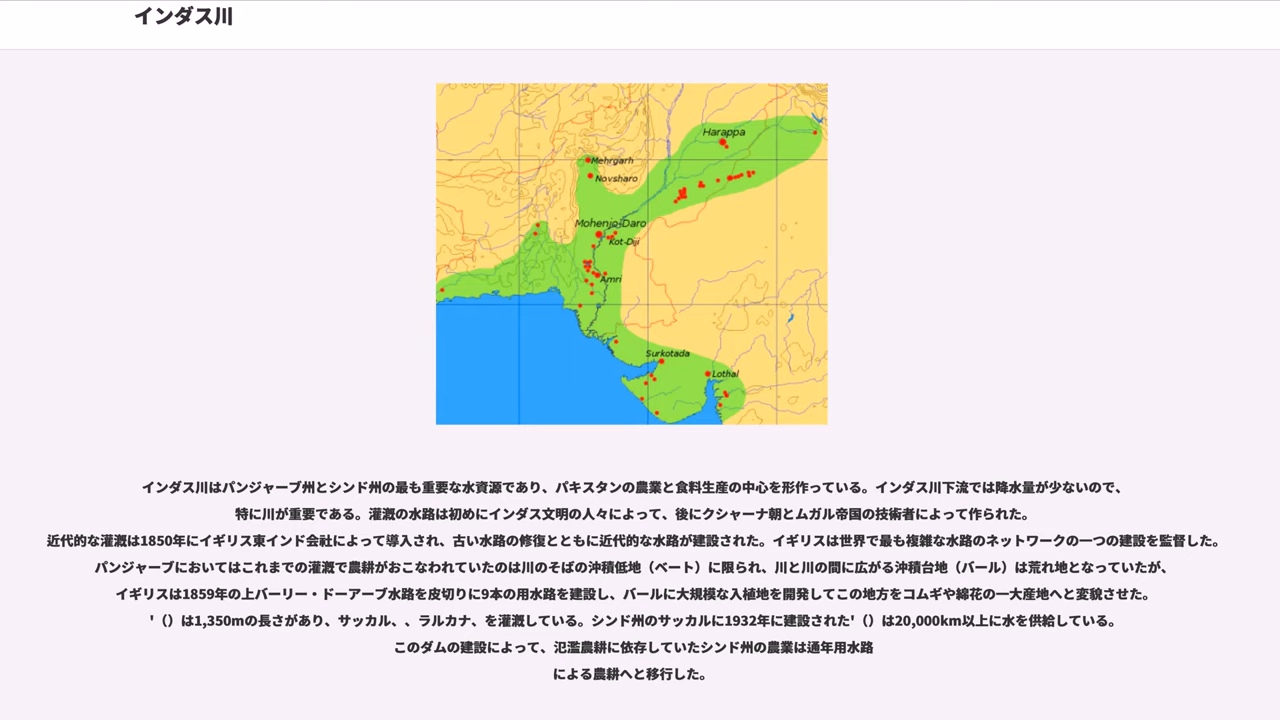 インダス川
Harappa
Mehrgarh
Novsharo
Mohenjo-Daro
Kot-Diji
Amri
Surkotada
Lothal
インダス川はパンジャーブ州とシンド州の最も重要な水資源であり、パキスタンの農業と食料生産の中心を形作っている。インダス川下流では降水量が少ないので、
特に川が重要である。灌漑の水路は初めにインダス文明の人々によって、後にクシャーナ朝とムガル帝国の技術者によって作られた。
近代的な灌漑は1850年にイギリス東インド会社によって導入され、古い水路の修復とともに近代的な水路が建設された。イギリスは世界で最も複雑な水路のネットワークの一つの建設を監督した。
パンジャーブにおいてはこれまでの灌漑で農耕がおこなわれていたのは川のそばの沖積低地（ベート）に限られ、川と川の間に広がる沖積台地（バール）は荒れ地となっていたが、
イギリスは1859年の上バーリー・ドーアーブ水路を皮切りに9本の用水路を建設し、バールに大規模な入植地を開発してこの地方をコムギや綿花の一大産地へと変貌させた。
'（）は1,350mの長さがあり、サッカル、、ラルカナ、を灌漑している。シンド州のサッカルに1932年に建設された'（）は20,000km以上に水を供給している。
このダムの建設によって、氾濫農耕に依存していたシンド州の農業は通年用水路
による農耕へと移行した。